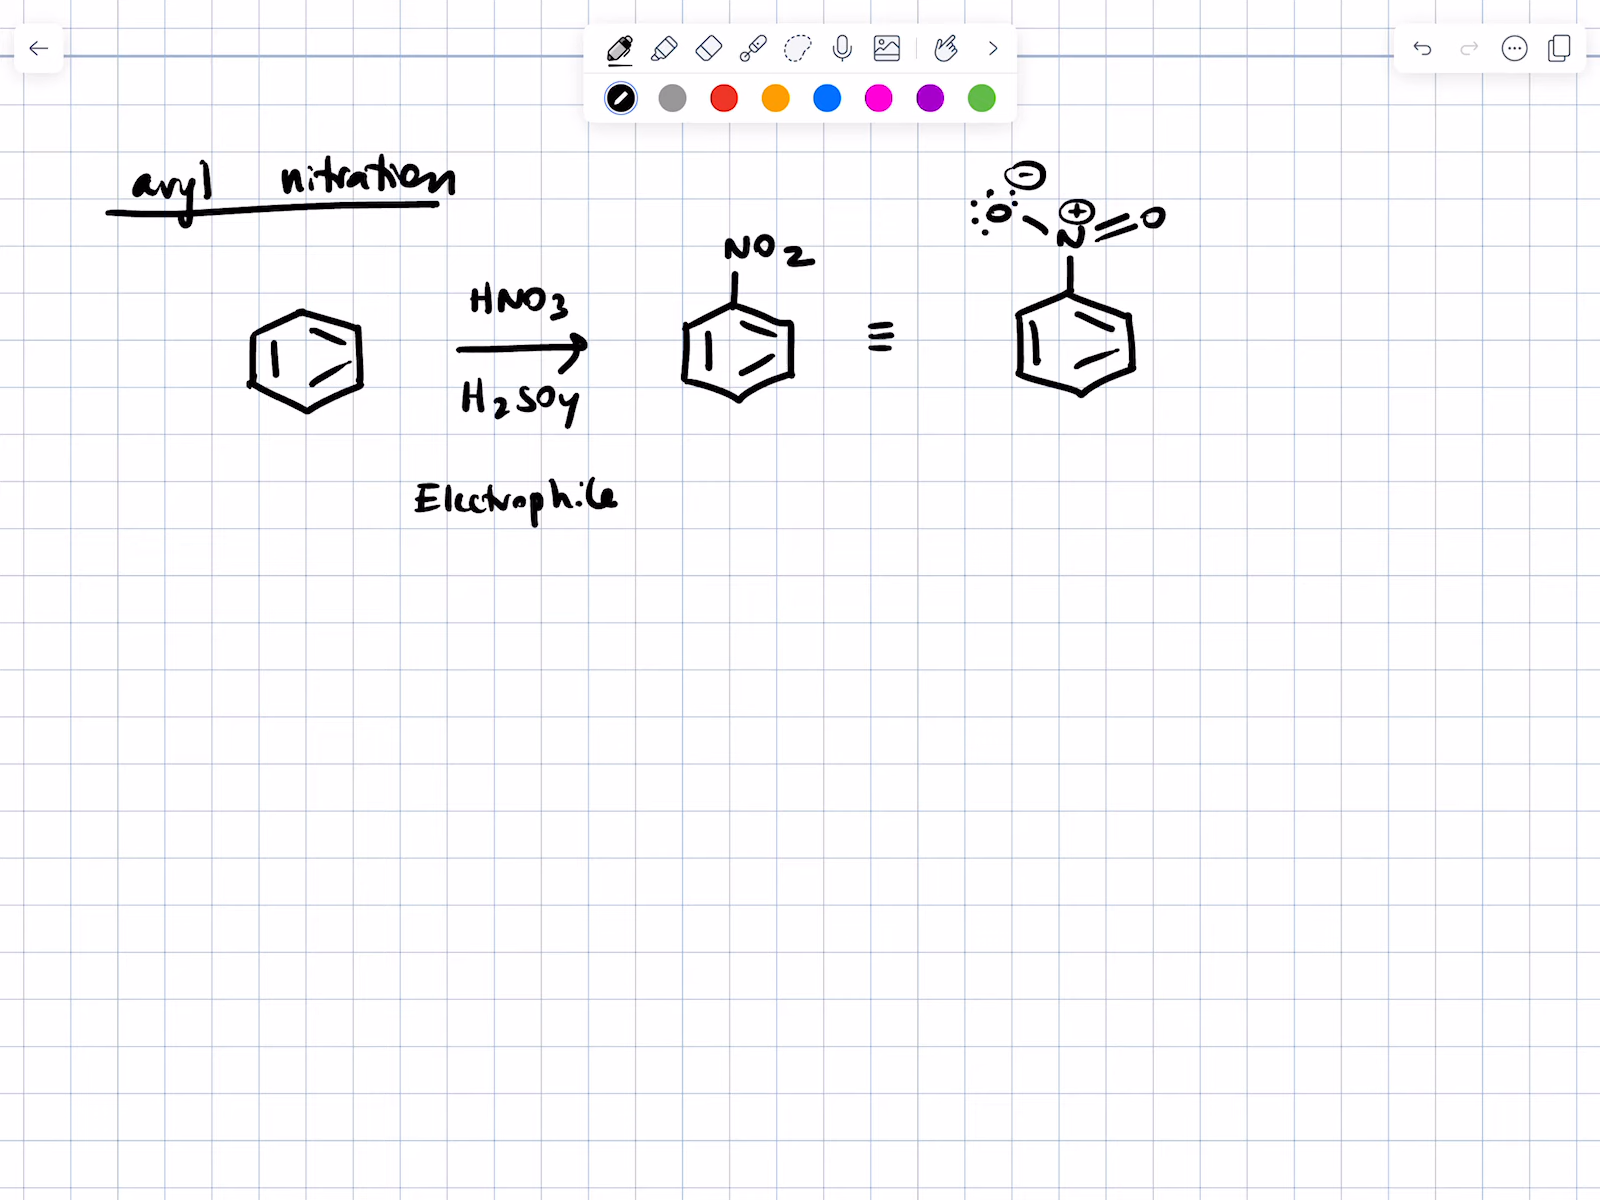 aryl nitration
HNO3
H2SO4
NO2
≡
⊖
:O: N⊕ O
Electrophile